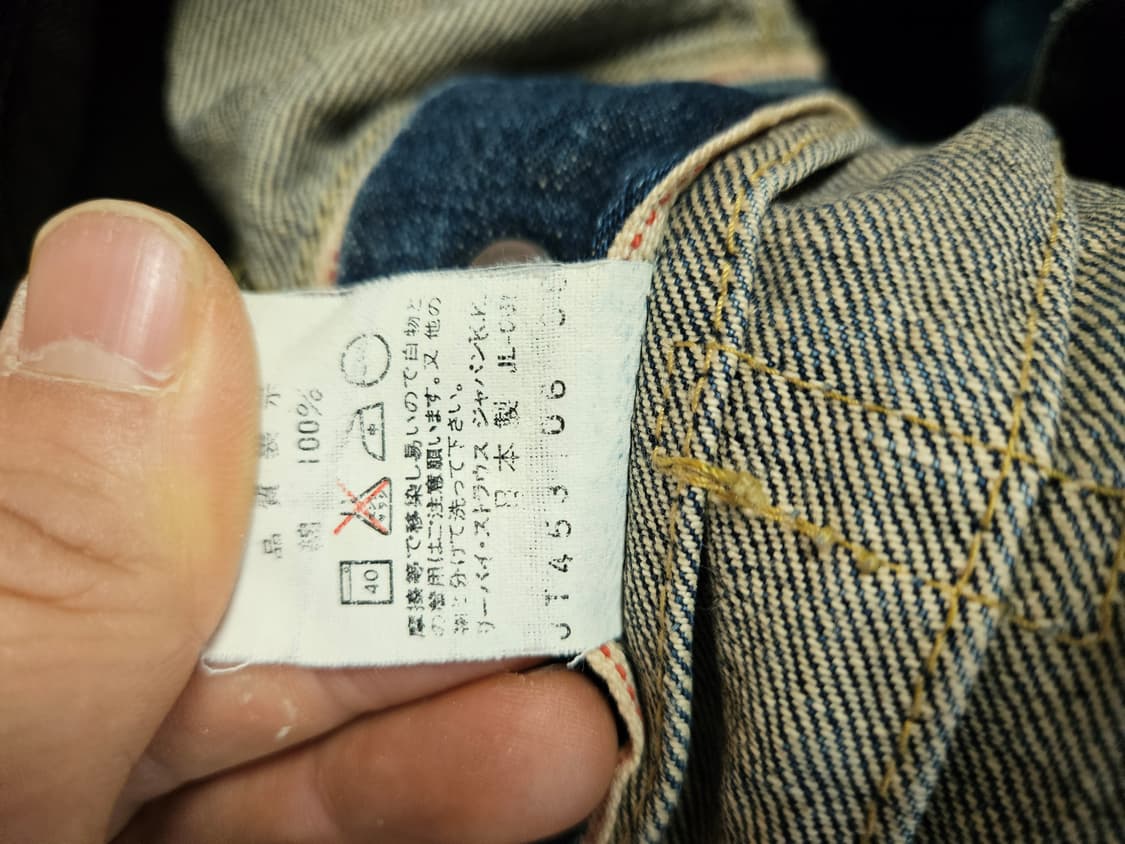 品質表示
綿 100%
40
摩擦等で移染し易いので白物と
の着用はご注意願います。又他の
物と分けて洗って下さい。
リーバイ・ストラウス ジャパンK.K.
日本製 JL-031
JT 453 06